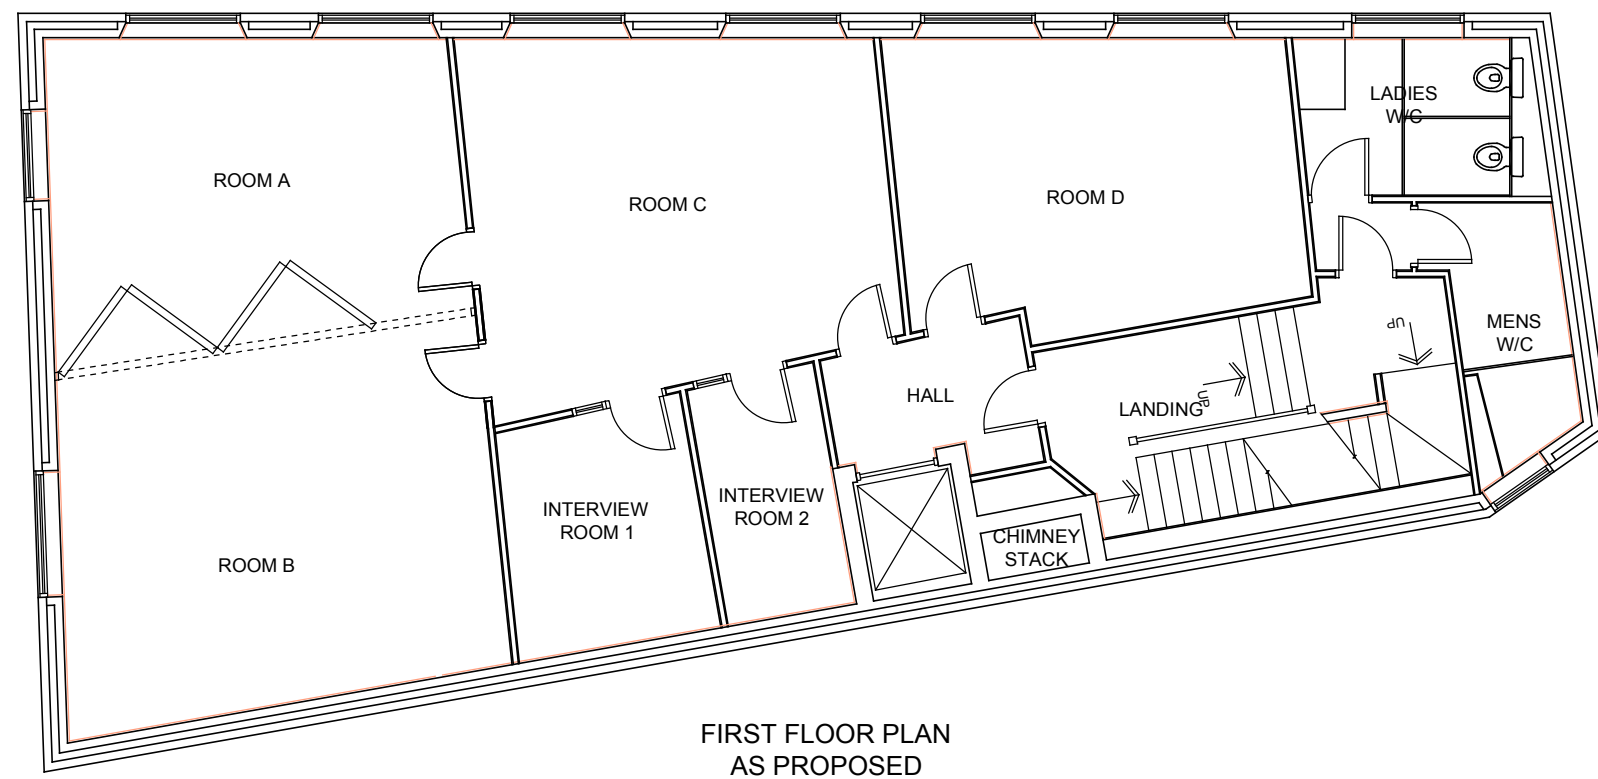 LADIES
W/C
ROOM A
ROOM C
ROOM D
UP
MENS
W/C
HALL
LANDING
UP
INTERVIEW
ROOM 1
INTERVIEW
ROOM 2
CHIMNEY
STACK
ROOM B
FIRST FLOOR PLAN
AS PROPOSED